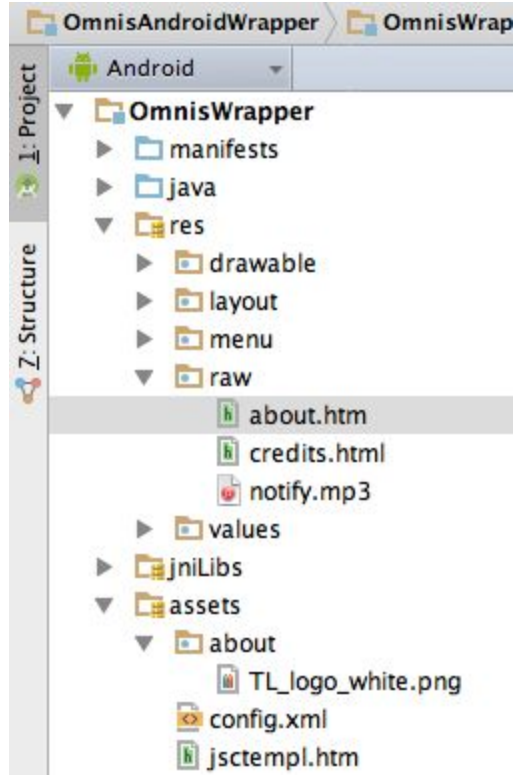 OmnisAndroidWrapper OmnisWrap
1: Project
Android
OmnisWrapper
manifests
java
res
drawable
layout
menu
raw
Z: Structure
about.htm
credits.html
notify.mp3
values
jniLibs
assets
about
TL_logo_white.png
config.xml
jsctempl.htm